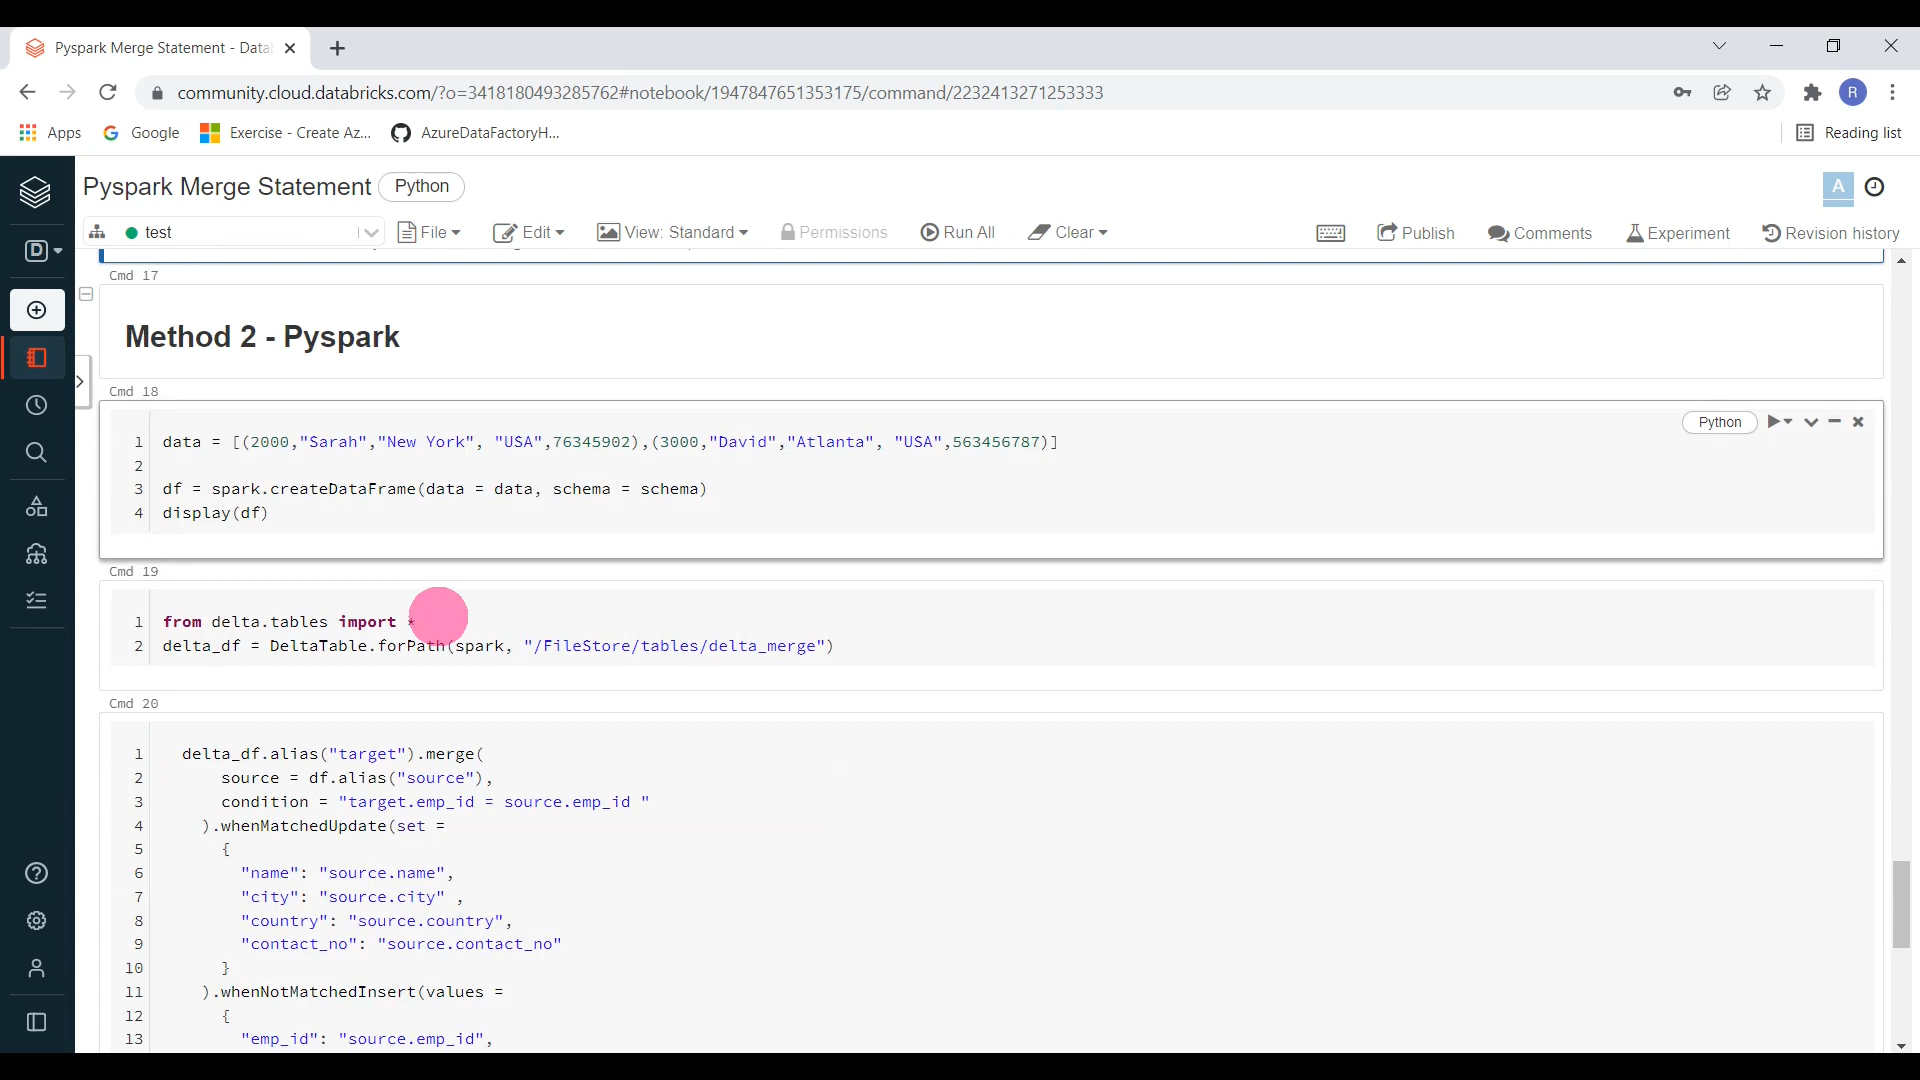 Pyspark Merge Statement - Data
community.cloud.databricks.com/?o=3418180493285762#notebook/1947847651353175/command/2232413271253333
R
Apps
Google
Exercise - Create Az...
AzureDataFactoryH...
Reading list
Pyspark Merge Statement
Python
A
D
test
File
Edit
View: Standard
Permissions
Run All
Clear
Publish
Comments
Experiment
Revision history
Cmd 17
Method 2 - Pyspark
Cmd 18
Python
1 data = [(2000,"Sarah","New York", "USA",76345902),(3000,"David","Atlanta", "USA",563456787)]
2
3 df = spark.createDataFrame(data = data, schema = schema)
4 display(df)
Cmd 19
1 from delta.tables import *
2 delta_df = DeltaTable.forPath(spark, "/FileStore/tables/delta_merge")
Cmd 20
1 delta_df.alias("target").merge(
2 source = df.alias("source"),
3 condition = "target.emp_id = source.emp_id "
4 ).whenMatchedUpdate(set =
5 {
6 "name": "source.name",
7 "city": "source.city" ,
8 "country": "source.country",
9 "contact_no": "source.contact_no"
10 }
11 ).whenNotMatchedInsert(values =
12 {
13 "emp_id": "source.emp_id",